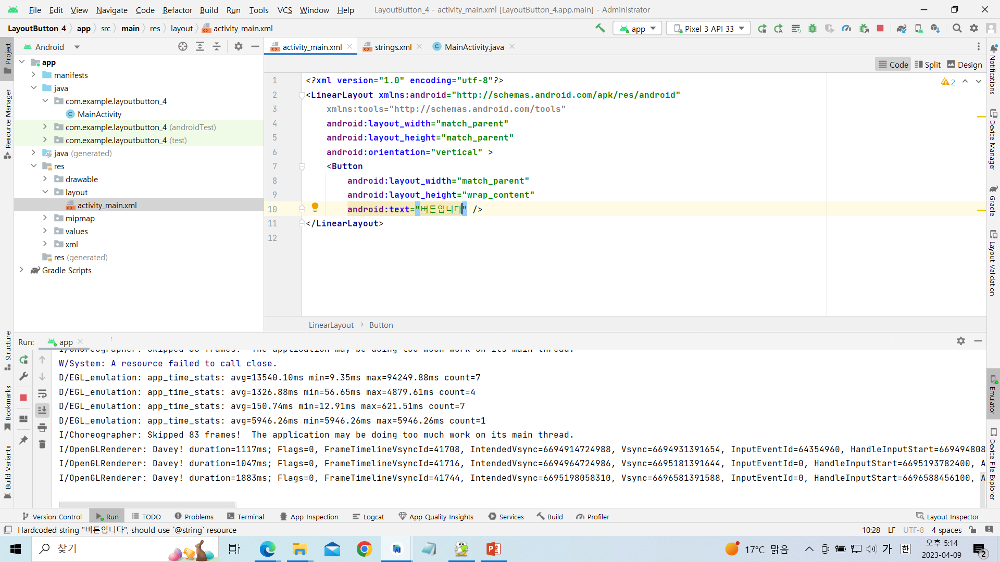 File Edit View Navigate Code Refactor Build Run Tools VCS Window Help LayoutButton_4 - activity_main.xml [LayoutButton_4.app.main] - Administrator
LayoutButton_4 app src main res layout activity_main.xml app Pixel 3 API 33
Project
Resource Manager
Structure
Bookmarks
Build Variants
Android
app
manifests
java
com.example.layoutbutton_4
MainActivity
com.example.layoutbutton_4 (androidTest)
com.example.layoutbutton_4 (test)
java (generated)
res
drawable
layout
activity_main.xml
mipmap
values
xml
res (generated)
Gradle Scripts
activity_main.xml strings.xml MainActivity.java
Code Split Design
2
1 <?xml version="1.0" encoding="utf-8"?>
2 <LinearLayout xmlns:android="http://schemas.android.com/apk/res/android"
3 xmlns:tools="http://schemas.android.com/tools"
4 android:layout_width="match_parent"
5 android:layout_height="match_parent"
6 android:orientation="vertical" >
7 <Button
8 android:layout_width="match_parent"
9 android:layout_height="wrap_content"
10 android:text="버튼입니다" />
11 </LinearLayout>
12
LinearLayout Button
Notifications
Device Manager
Gradle
Layout Validation
Emulator
Device File Explorer
Run: app
I/Choreographer: Skipped frames! The application may be doing too much work on its main thread.
W/System: A resource failed to call close.
D/EGL_emulation: app_time_stats: avg=13540.10ms min=9.35ms max=94249.88ms count=7
D/EGL_emulation: app_time_stats: avg=1326.88ms min=56.65ms max=4879.61ms count=4
D/EGL_emulation: app_time_stats: avg=150.74ms min=12.91ms max=621.51ms count=7
D/EGL_emulation: app_time_stats: avg=5946.26ms min=5946.26ms max=5946.26ms count=1
I/Choreographer: Skipped 83 frames! The application may be doing too much work on its main thread.
I/OpenGLRenderer: Davey! duration=1117ms; Flags=0, FrameTimelineVsyncId=41708, IntendedVsync=6694914724988, Vsync=6694931391654, InputEventId=64354960, HandleInputStart=669494808
I/OpenGLRenderer: Davey! duration=1047ms; Flags=0, FrameTimelineVsyncId=41716, IntendedVsync=6694964724986, Vsync=6695181391644, InputEventId=0, HandleInputStart=6695193782400, A
I/OpenGLRenderer: Davey! duration=1883ms; Flags=0, FrameTimelineVsyncId=41744, IntendedVsync=6695198058310, Vsync=6696581391588, InputEventId=0, HandleInputStart=6696588456100, A
Version Control Run TODO Problems Terminal App Inspection Logcat App Quality Insights Services Build Profiler Layout Inspector
Hardcoded string "버튼입니다", should use `@string` resource 10:28 LF UTF-8 4 spaces
찾기 17°C 맑음 가 한 오후 5:14
2023-04-09
2